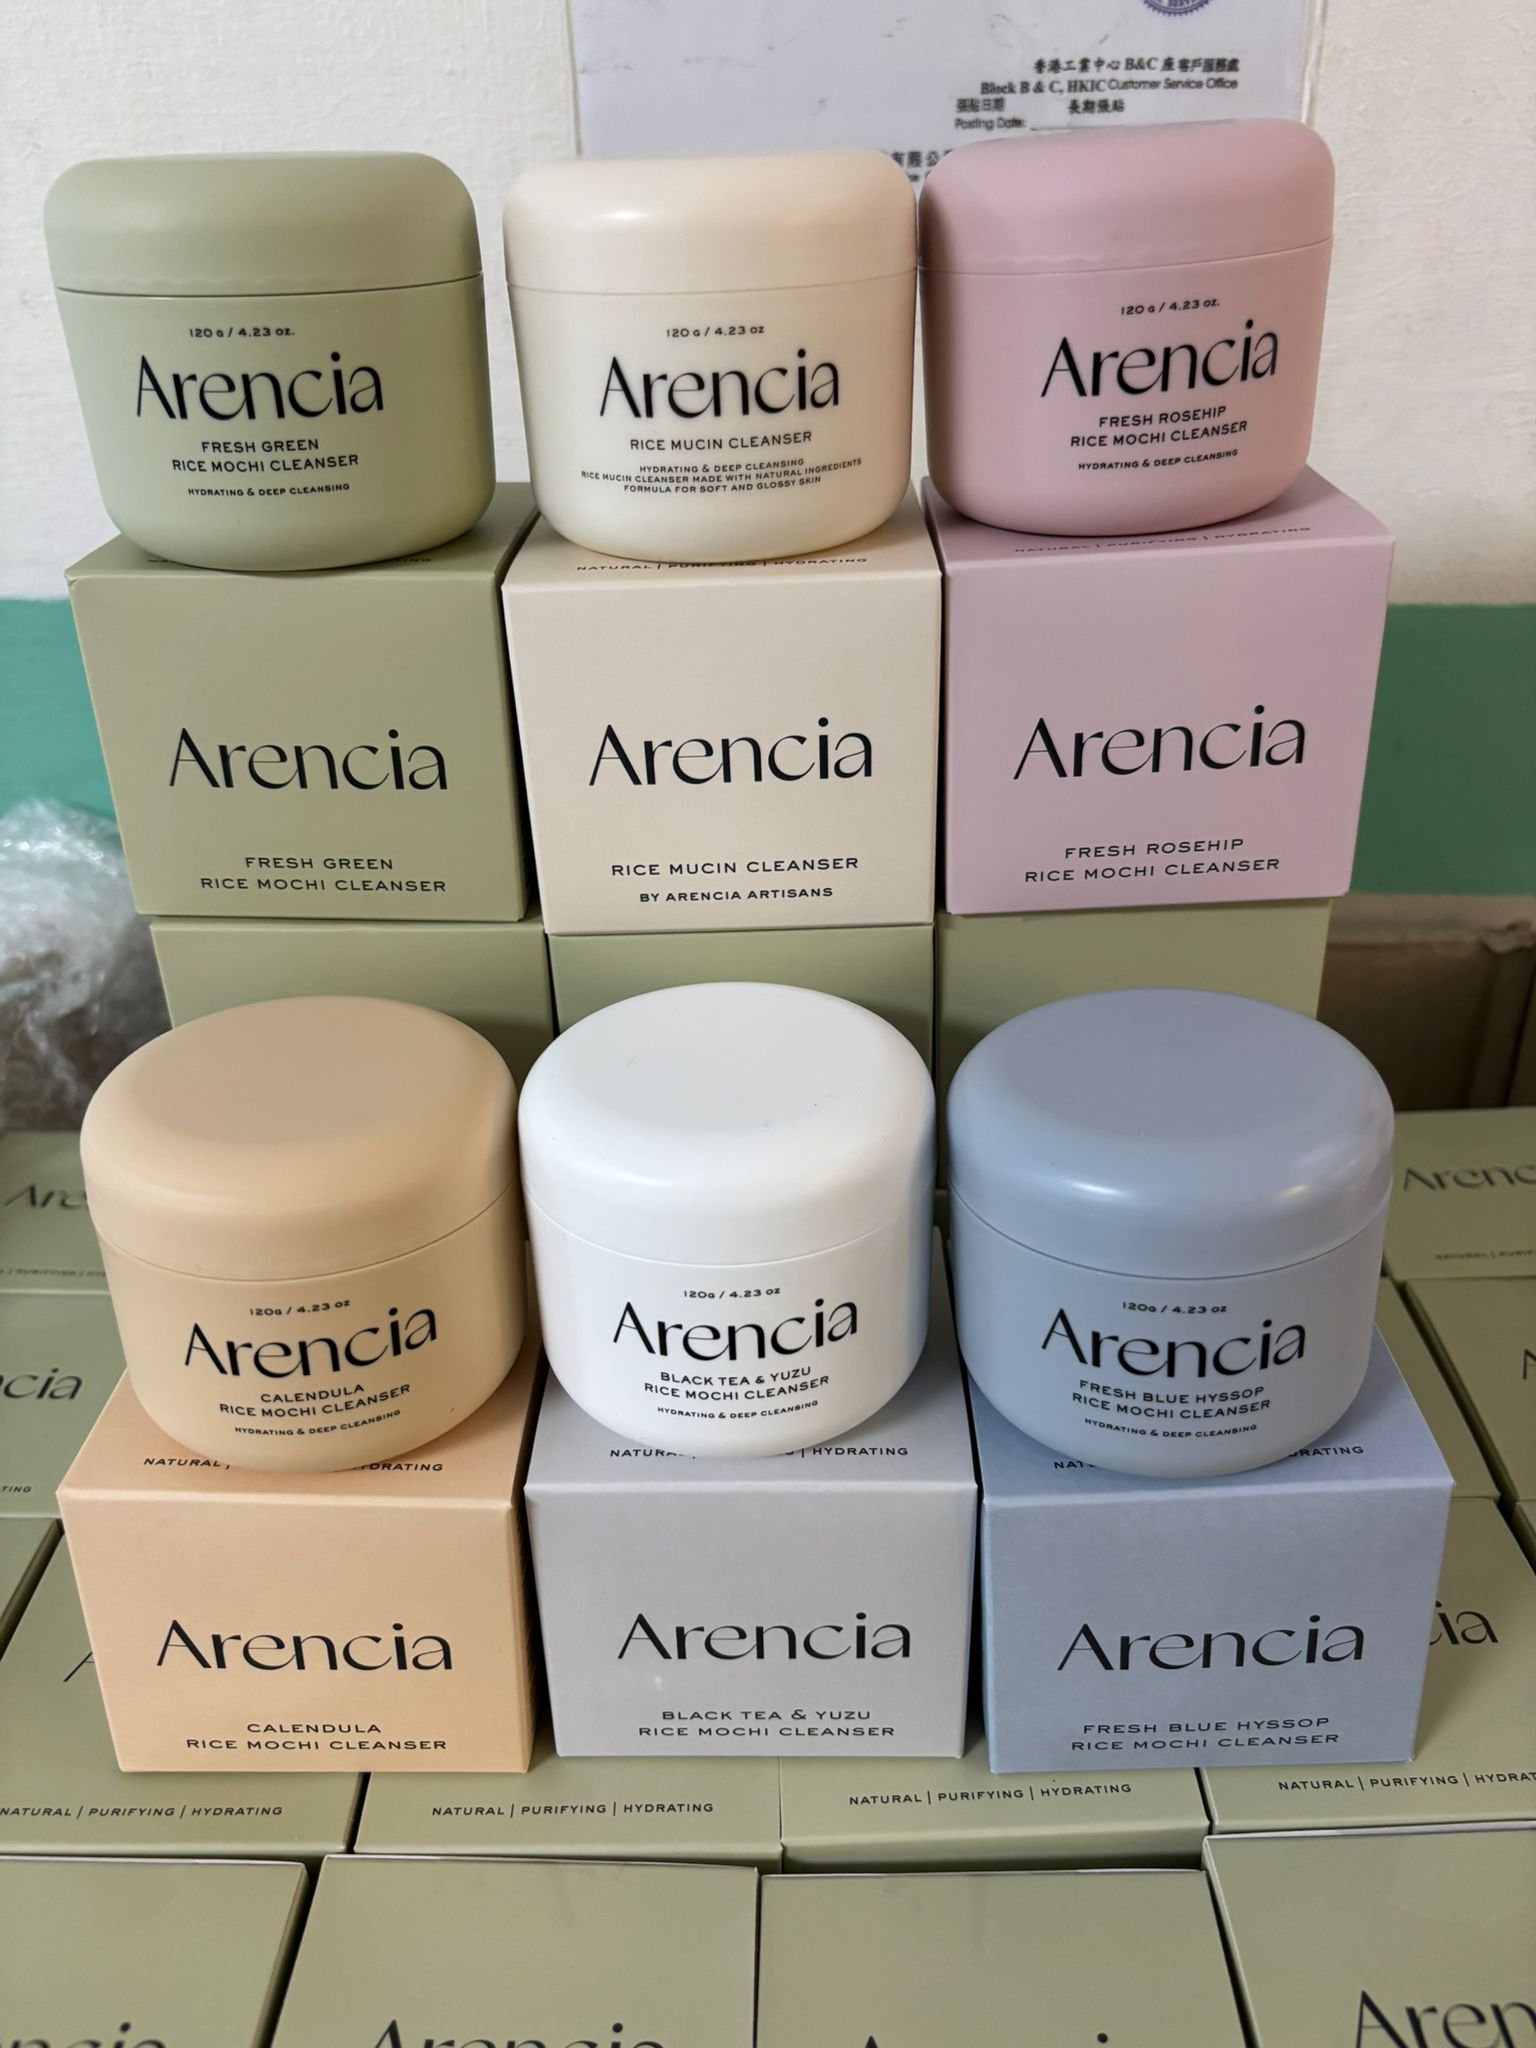 香港工業中心 B&C 座客戶服務處
Block B & C, HKIC Customer Service Office
張貼日期 長期張貼
Posting Date:
有限公
120 G / 4.23 OZ.
Arencia
FRESH GREEN
RICE MOCHI CLEANSER
HYDRATING & DEEP CLEANSING
120 G / 4.23 OZ
Arencia
RICE MUCIN CLEANSER
HYDRATING & DEEP CLEANSING
RICE MUCIN CLEANSER MADE WITH NATURAL INGREDIENTS
FORMULA FOR SOFT AND GLOSSY SKIN
120 G / 4.23 OZ.
Arencia
FRESH ROSEHIP
RICE MOCHI CLEANSER
HYDRATING & DEEP CLEANSING
NATURAL | PURIFYING | HYDRATING
NATURAL | PURIFYING | HYDRATING
Arencia
FRESH GREEN
RICE MOCHI CLEANSER
Arencia
RICE MUCIN CLEANSER
BY ARENCIA ARTISANS
Arencia
FRESH ROSEHIP
RICE MOCHI CLEANSER
120G / 4.23 OZ
Arencia
CALENDULA
RICE MOCHI CLEANSER
HYDRATING & DEEP CLEANSING
120G / 4.23 OZ
Arencia
BLACK TEA & YUZU
RICE MOCHI CLEANSER
HYDRATING & DEEP CLEANSING
120G / 4.23 OZ
Arencia
FRESH BLUE HYSSOP
RICE MOCHI CLEANSER
HYDRATING & DEEP CLEANSING
NATURAL
HYDRATING
Arencia
CALENDULA
RICE MOCHI CLEANSER
Arencia
BLACK TEA & YUZU
RICE MOCHI CLEANSER
Arencia
FRESH BLUE HYSSOP
RICE MOCHI CLEANSER
NATURAL | PURIFYING | HYDRATING
NATURAL | PURIFYING | HYDRATING
NATURAL | PURIFYING | HYDRATING
NATURAL | PURIFYING | HYDRAT